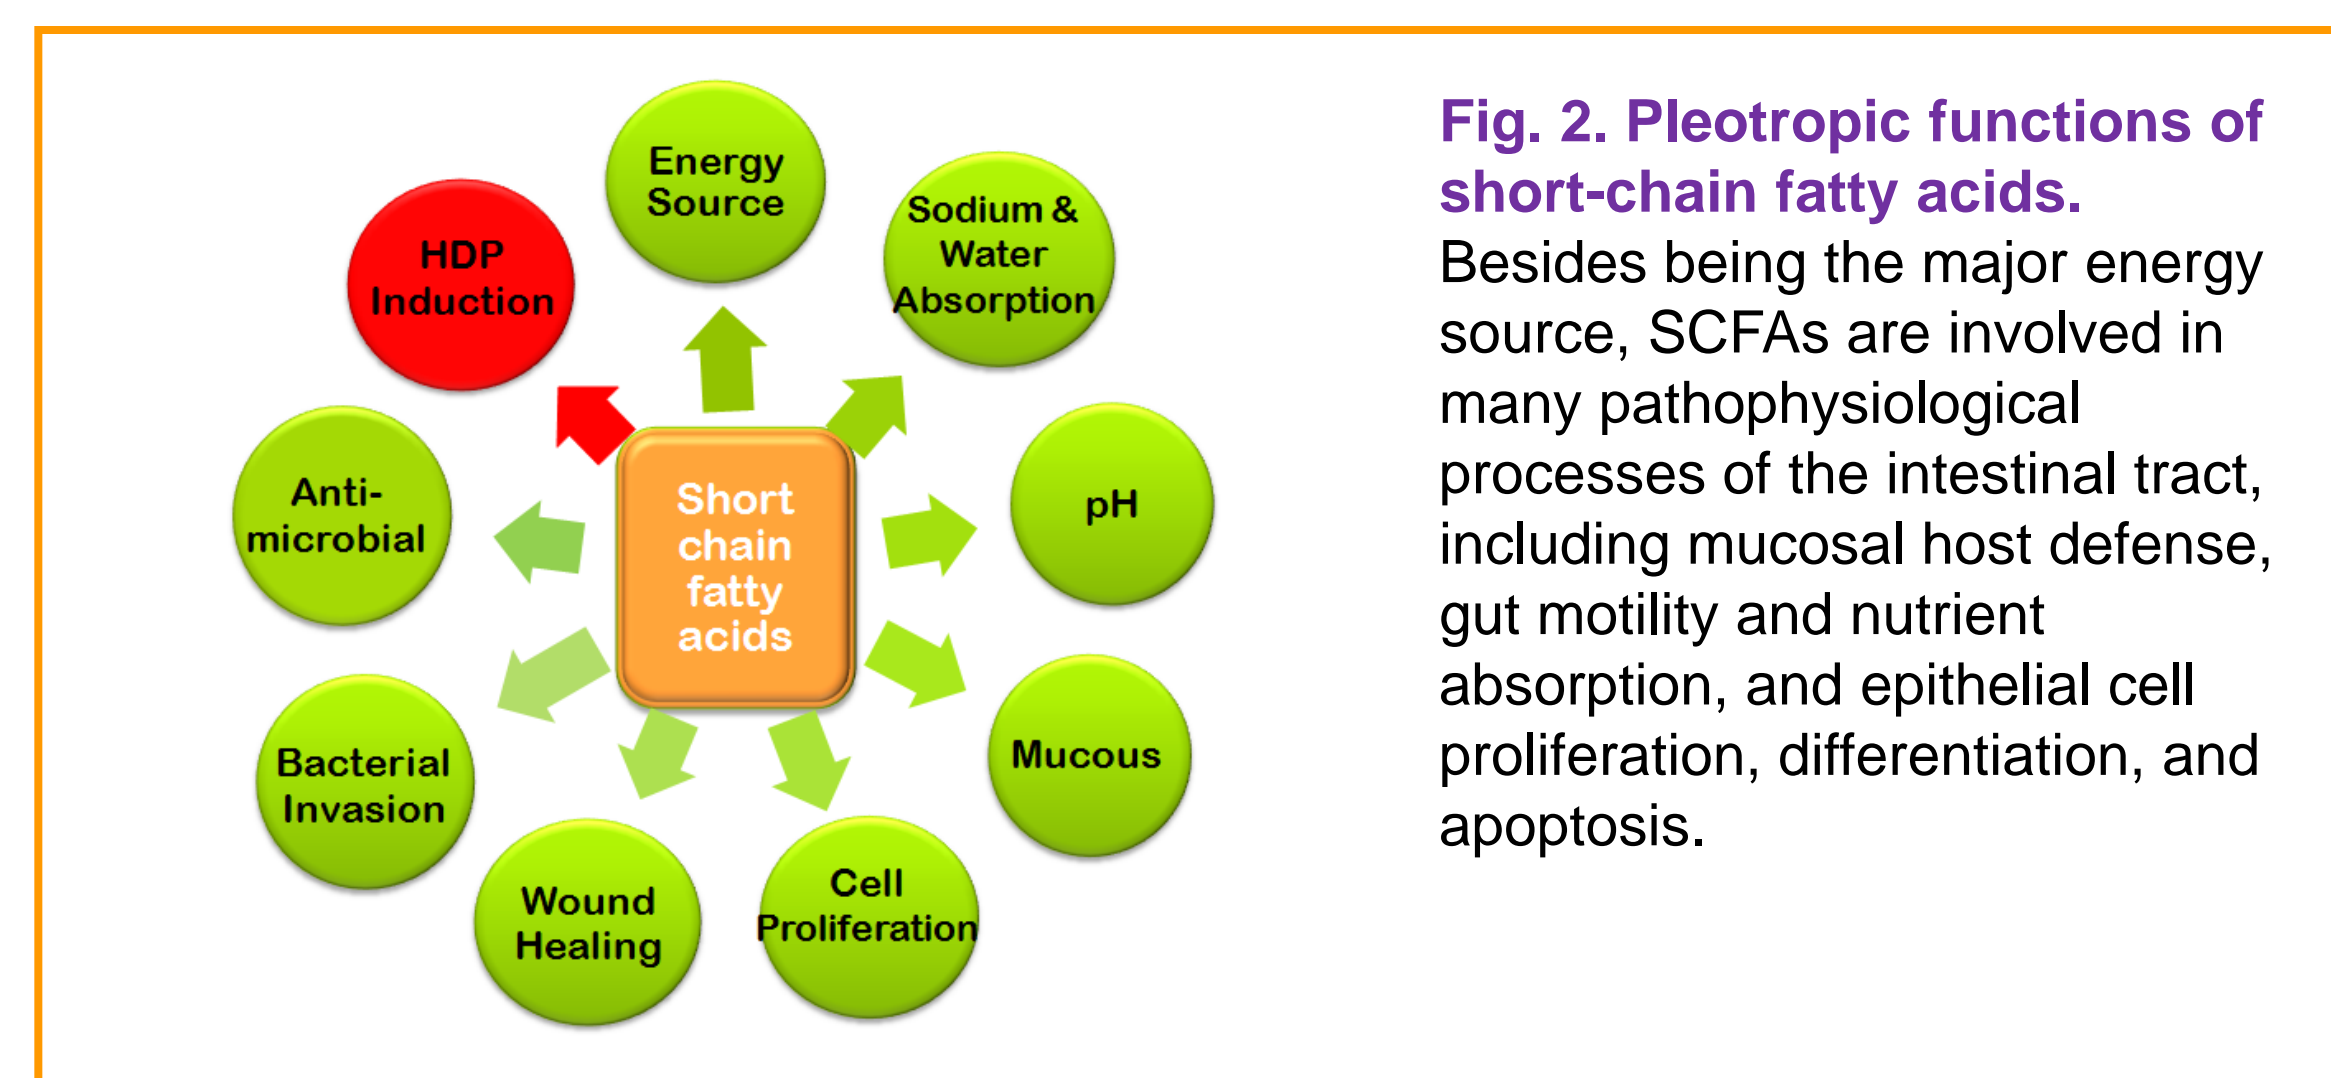 Energy
Source
Sodium &
Water
Absorption
pH
Mucous
Cell
Proliferation
Wound
Healing
Bacterial
Invasion
Anti-
microbial
HDP
Induction
Short
chain
fatty
acids
Fig. 2. Pleotropic functions of
short-chain fatty acids.
Besides being the major energy
source, SCFAs are involved in
many pathophysiological
processes of the intestinal tract,
including mucosal host defense,
gut motility and nutrient
absorption, and epithelial cell
proliferation, differentiation, and
apoptosis.